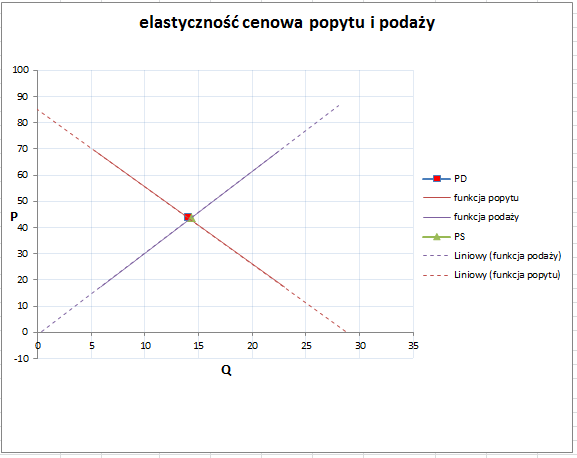 elastyczność cenowa popytu i podaży
100
90
80
70
60
50
40
30
20
10
0
-10
P
0 5 10 15 20 25 30 35
Q
PD
funkcja popytu
funkcja podaży
PS
Liniowy (funkcja podaży)
Liniowy (funkcja popytu)